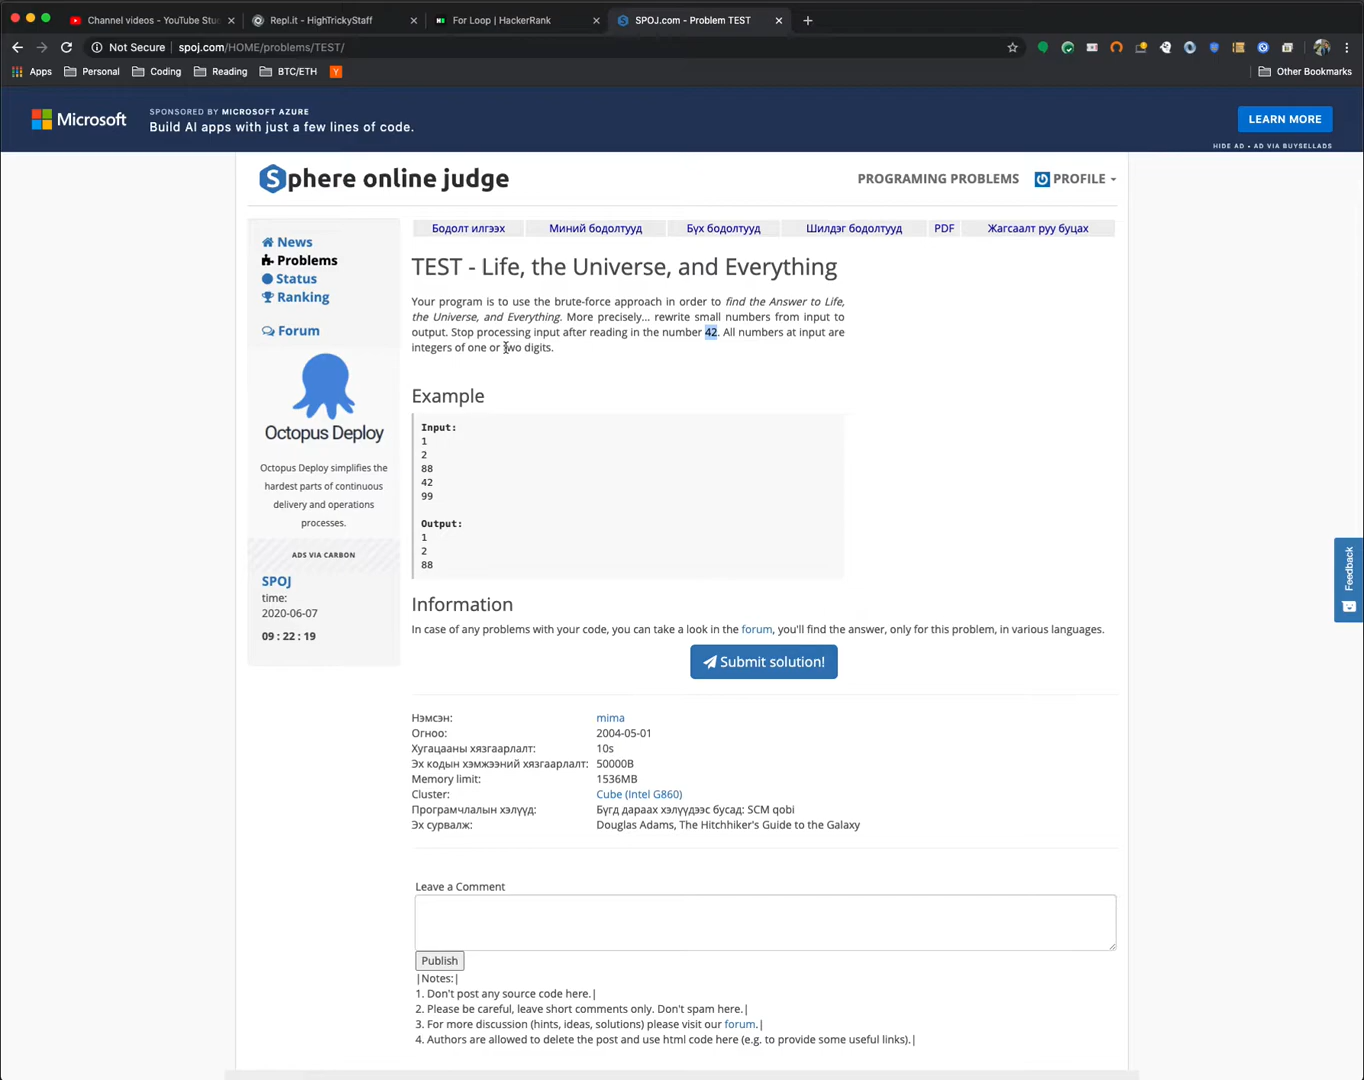 Channel videos - YouTube Stu
Repl.it - HighTrickyStaff
For Loop | HackerRank
SPOJ.com - Problem TEST
Not Secure | spoj.com/HOME/problems/TEST/
Apps Personal Coding Reading BTC/ETH Y Other Bookmarks
Microsoft
SPONSORED BY MICROSOFT AZURE
Build AI apps with just a few lines of code.
LEARN MORE
HIDE AD • AD VIA BUYSELLADS
Sphere online judge
PROGRAMING PROBLEMS PROFILE
News
Problems
Status
Ranking
Forum
Octopus Deploy
Octopus Deploy simplifies the
hardest parts of continuous
delivery and operations
processes.
ADS VIA CARBON
SPOJ
time:
2020-06-07
09 : 22 : 19
Бодолт илгээх Миний бодолтууд Бүх бодолтууд Шилдэг бодолтууд PDF Жагсаалт руу буцах
TEST - Life, the Universe, and Everything
Your program is to use the brute-force approach in order to find the Answer to Life,
the Universe, and Everything. More precisely... rewrite small numbers from input to
output. Stop processing input after reading in the number 42. All numbers at input are
integers of one or two digits.
Example
Input:
1
2
88
42
99
Output:
1
2
88
Information
In case of any problems with your code, you can take a look in the forum, you'll find the answer, only for this problem, in various languages.
Submit solution!
Нэмсэн: mima
Огноо: 2004-05-01
Хугацааны хязгаарлалт: 10s
Эх кодын хэмжээний хязгаарлалт: 50000B
Memory limit: 1536MB
Cluster: Cube (Intel G860)
Програмчлалын хэлүүд: Бүгд дараах хэлүүдээс бусад: SCM qobi
Эх сурвалж: Douglas Adams, The Hitchhiker's Guide to the Galaxy
Leave a Comment
Publish
|Notes:|
1. Don't post any source code here.|
2. Please be careful, leave short comments only. Don't spam here.|
3. For more discussion (hints, ideas, solutions) please visit our forum.|
4. Authors are allowed to delete the post and use html code here (e.g. to provide some useful links).|
Feedback